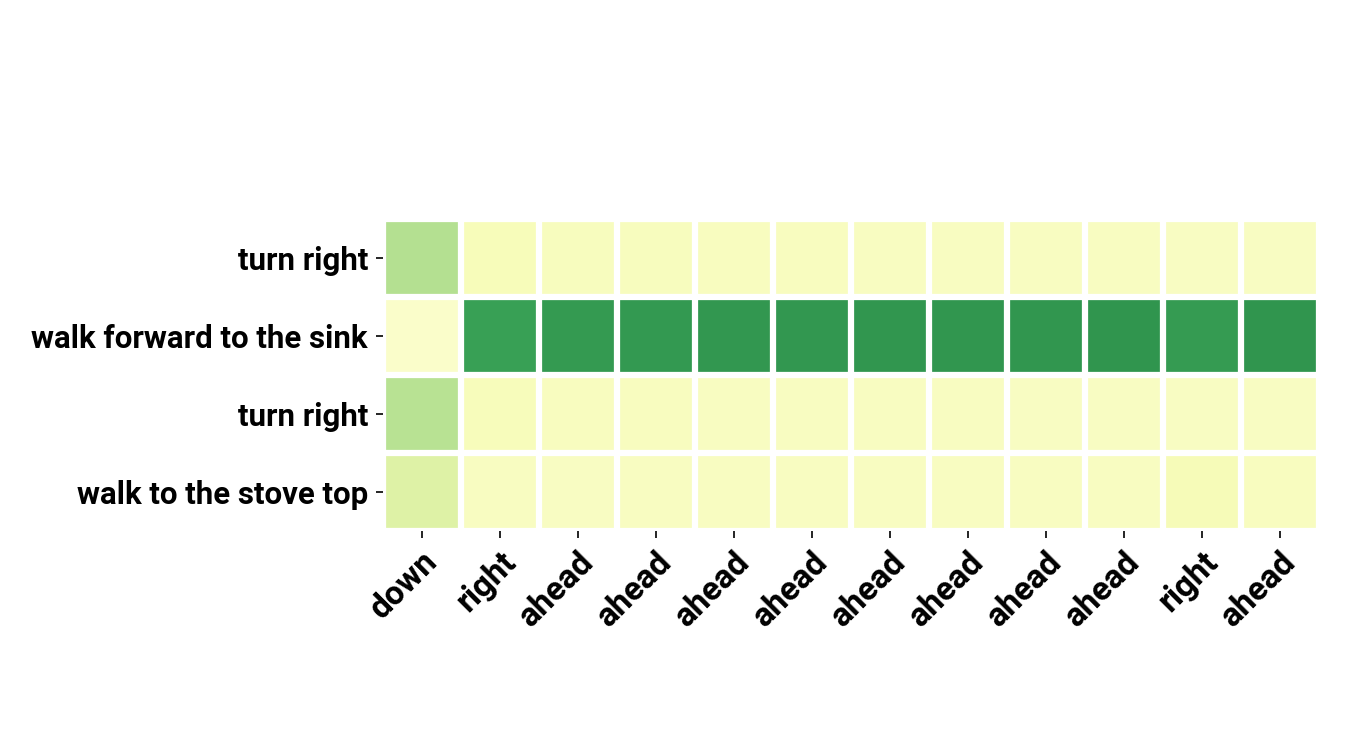 turn right
walk forward to the sink
turn right
walk to the stove top
down right ahead ahead ahead ahead ahead ahead ahead ahead right ahead